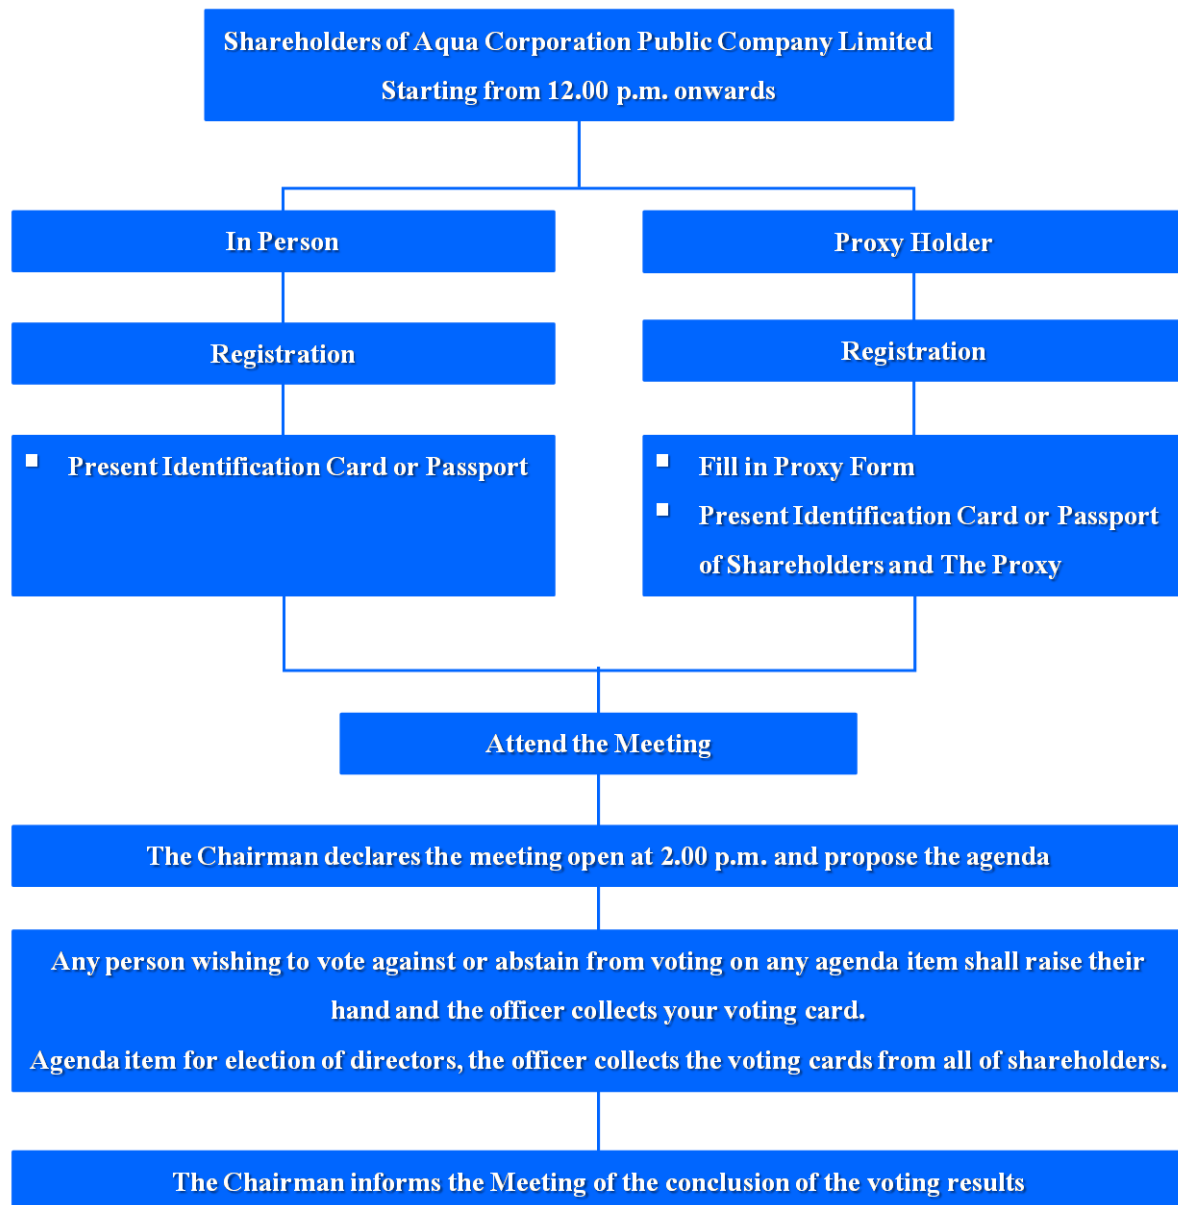 Shareholders of Aqua Corporation Public Company Limited
Starting from 12.00 p.m. onwards
In Person
Proxy Holder
Registration
Registration
Present Identification Card or Passport
Fill in Proxy Form
Present Identification Card or Passport
of Shareholders and The Proxy
Attend the Meeting
The Chairman declares the meeting open at 2.00 p.m. and propose the agenda
Any person wishing to vote against or abstain from voting on any agenda item shall raise their
hand and the officer collects your voting card.
Agenda item for election of directors, the officer collects the voting cards from all of shareholders.
The Chairman informs the Meeting of the conclusion of the voting results